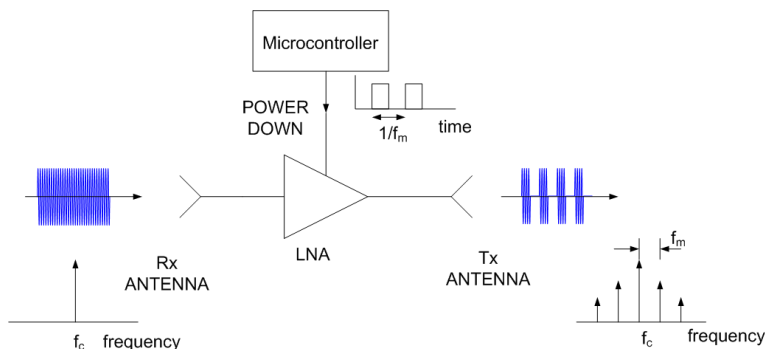 Microcontroller
POWER
DOWN
1/fm
time
LNA
Rx
ANTENNA
Tx
ANTENNA
fm
fc frequency
fc frequency